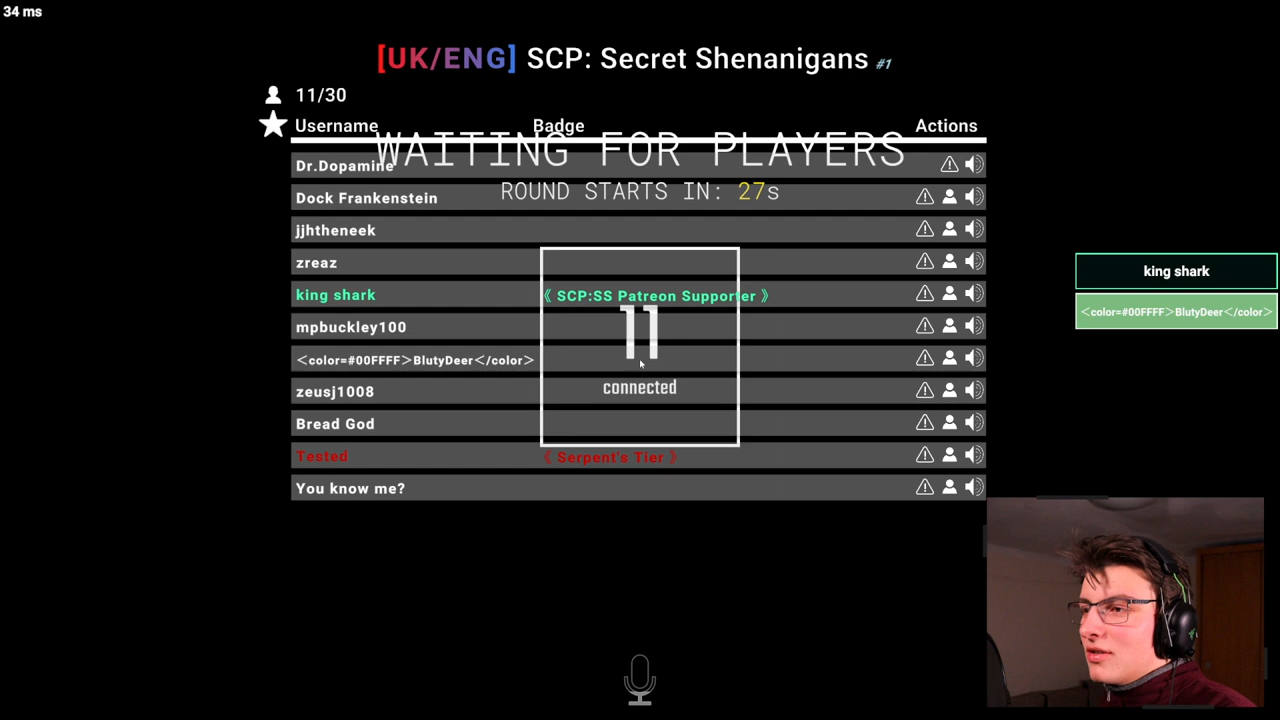 34 ms
[UK/ENG] SCP: Secret Shenanigans #1
11/30
Username Badge Actions
WAITING FOR PLAYERS
Dr.Dopamine
ROUND STARTS IN: 27s
Dock Frankenstein
jjhtheneek
zreaz
king shark
king shark 《 SCP:SS Patreon Supporter 》
<color=#00FFFF>BlutyDeer</color>
mpbuckley100
11
<color=#00FFFF>BlutyDeer</color>
connected
zeusj1008
Bread God
Tested 《 Serpent's Tier 》
You know me?